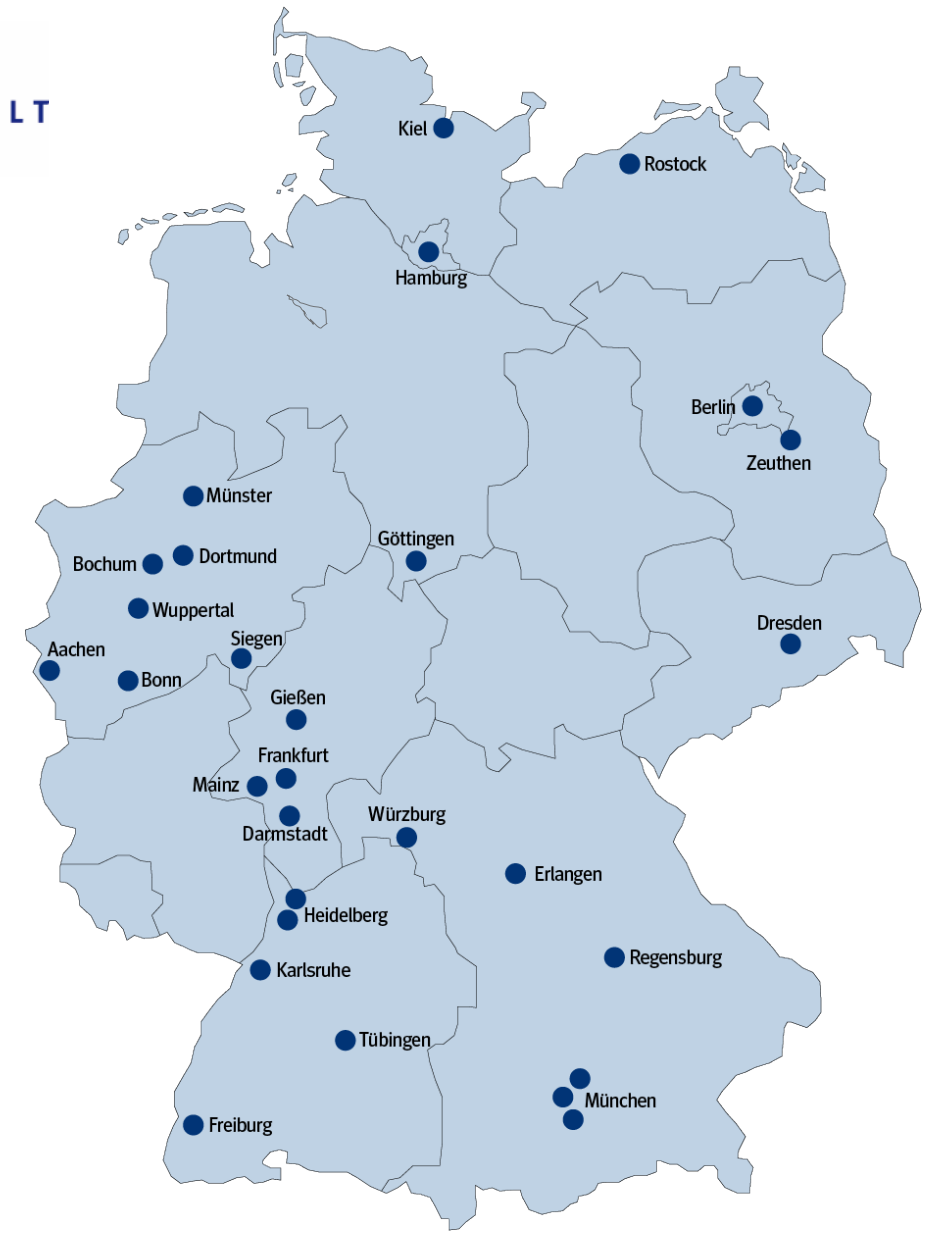 LT
Kiel
Rostock
Hamburg
Berlin
Zeuthen
Münster
Göttingen
Dortmund
Bochum
Wuppertal
Dresden
Siegen
Aachen
Bonn
Gießen
Frankfurt
Mainz
Würzburg
Darmstadt
Erlangen
Heidelberg
Regensburg
Karlsruhe
Tübingen
München
Freiburg